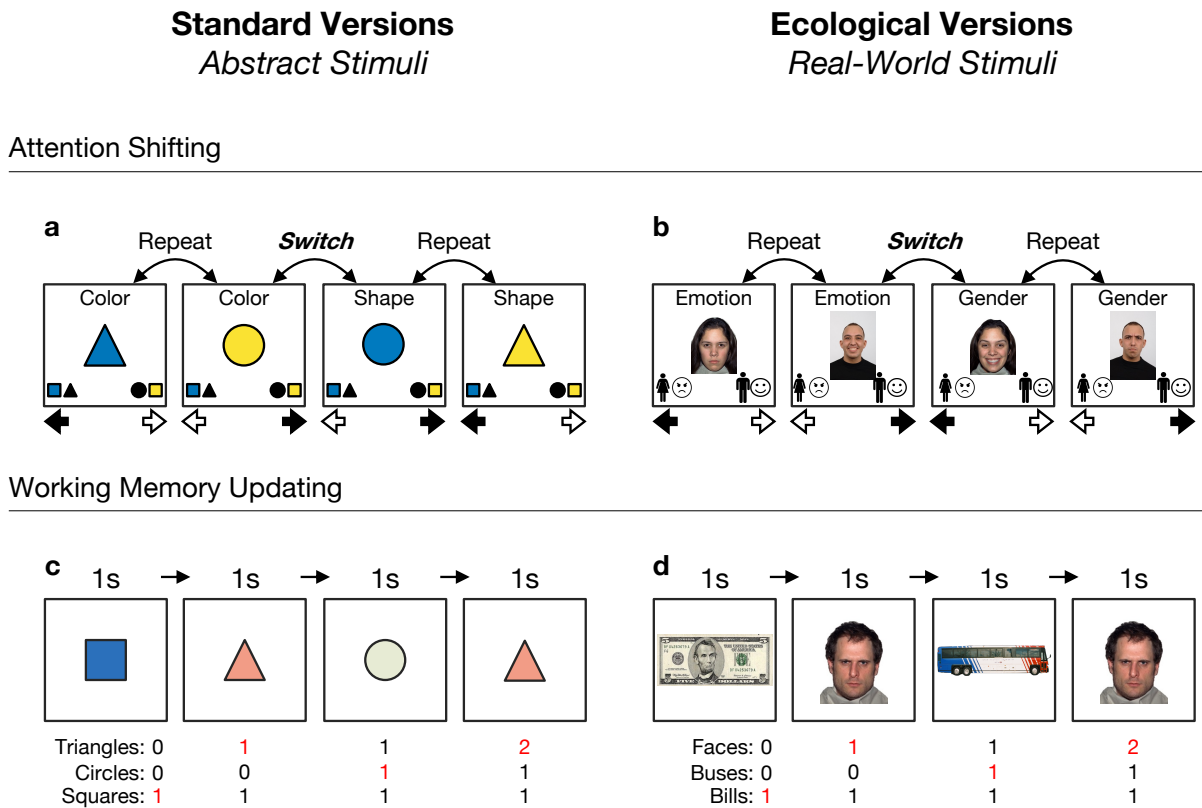 Standard Versions
Abstract Stimuli
Ecological Versions
Real-World Stimuli
Attention Shifting
a
Repeat Switch Repeat
Color Color Shape Shape
b
Repeat Switch Repeat
Emotion Emotion Gender Gender
Working Memory Updating
c
1s 1s 1s 1s
Triangles: 0 1 1 2
Circles: 0 0 1 1
Squares: 1 1 1 1
d
1s 1s 1s 1s
FIVE DOLLARS
Faces: 0 1 1 2
Buses: 0 0 1 1
Bills: 1 1 1 1